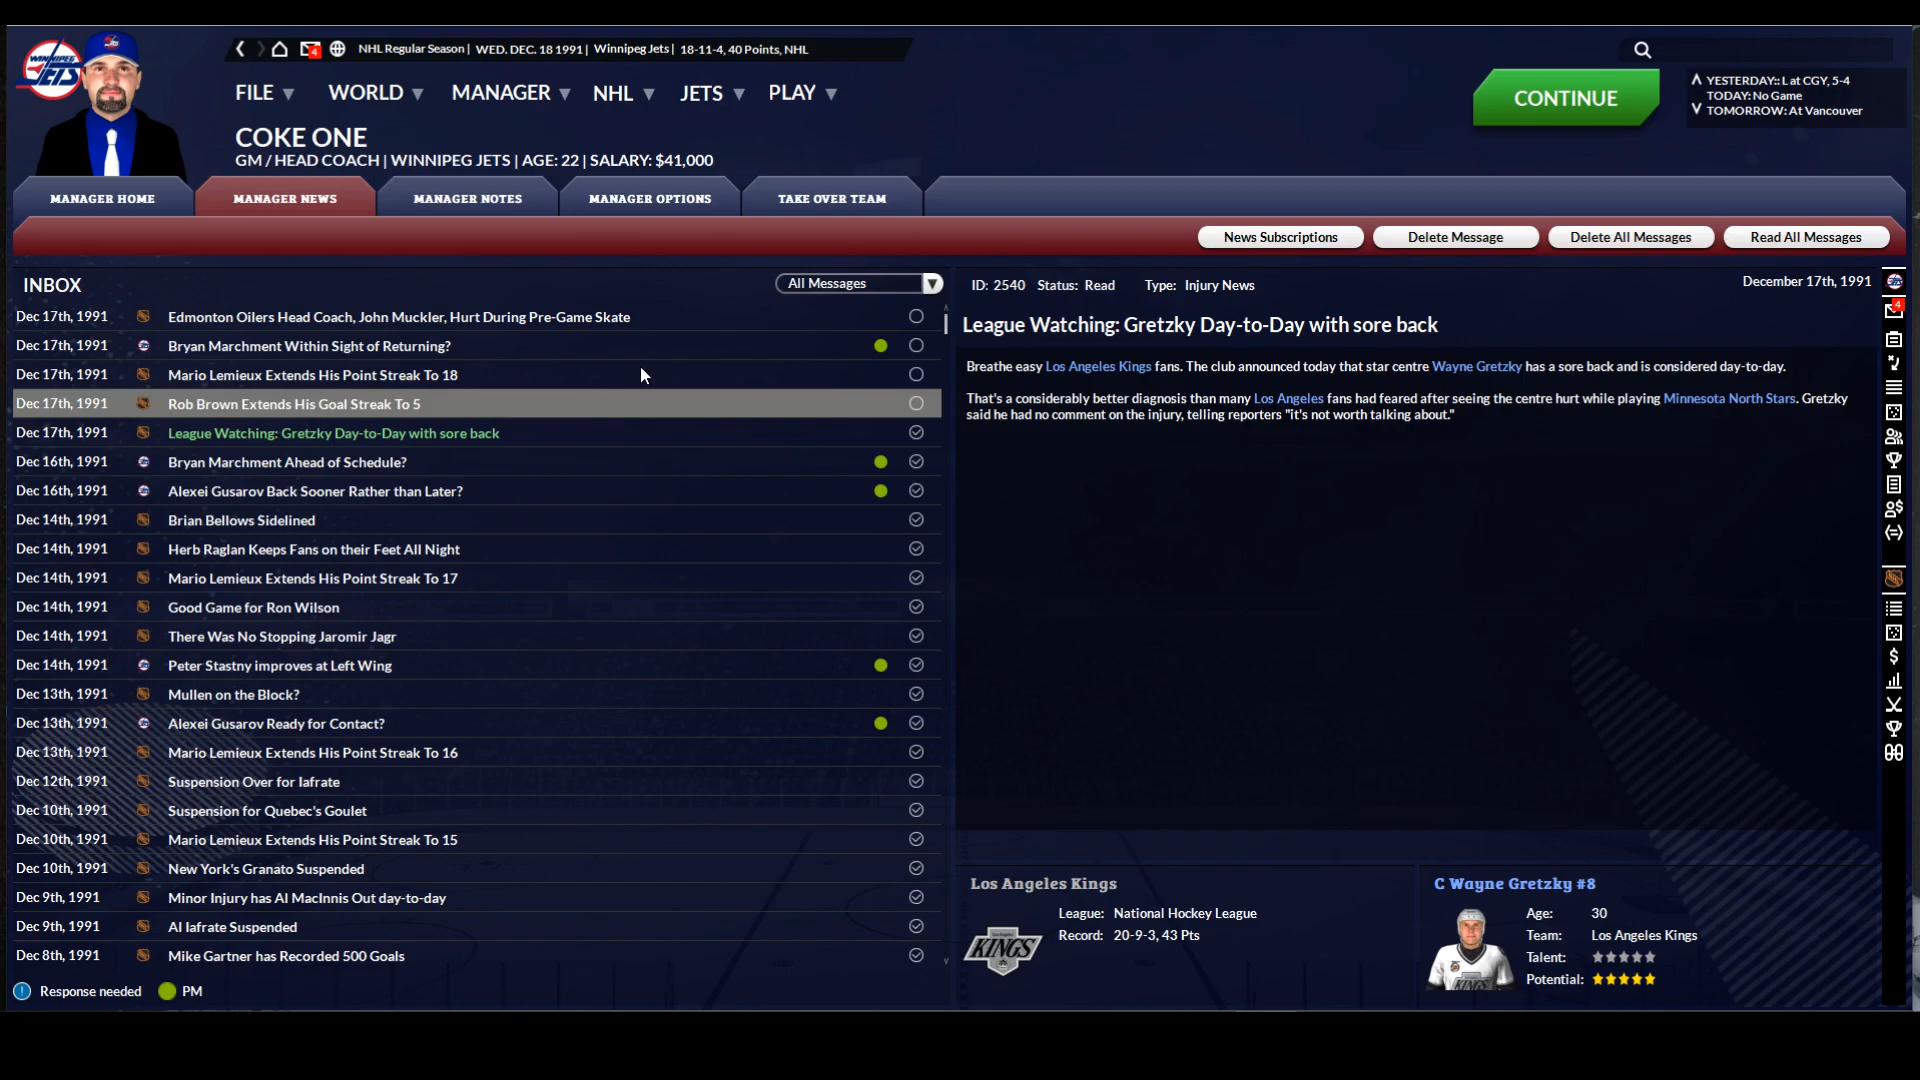 NHL Regular Season | WED. DEC. 18 1991 | Winnipeg Jets | 18-11-4, 40 Points, NHL
4
FILE WORLD MANAGER NHL JETS PLAY
CONTINUE
YESTERDAY:: L at CGY, 5-4
TODAY: No Game
TOMORROW: At Vancouver
WINNIPEG JETS
COKE ONE
GM / HEAD COACH | WINNIPEG JETS | AGE: 22 | SALARY: $41,000
MANAGER HOME MANAGER NEWS MANAGER NOTES MANAGER OPTIONS TAKE OVER TEAM
News Subscriptions Delete Message Delete All Messages Read All Messages
INBOX All Messages
Dec 17th, 1991 Edmonton Oilers Head Coach, John Muckler, Hurt During Pre-Game Skate
Dec 17th, 1991 Bryan Marchment Within Sight of Returning?
Dec 17th, 1991 Mario Lemieux Extends His Point Streak To 18
Dec 17th, 1991 Rob Brown Extends His Goal Streak To 5
Dec 17th, 1991 League Watching: Gretzky Day-to-Day with sore back
Dec 16th, 1991 Bryan Marchment Ahead of Schedule?
Dec 16th, 1991 Alexei Gusarov Back Sooner Rather than Later?
Dec 14th, 1991 Brian Bellows Sidelined
Dec 14th, 1991 Herb Raglan Keeps Fans on their Feet All Night
Dec 14th, 1991 Mario Lemieux Extends His Point Streak To 17
Dec 14th, 1991 Good Game for Ron Wilson
Dec 14th, 1991 There Was No Stopping Jaromir Jagr
Dec 14th, 1991 Peter Stastny improves at Left Wing
Dec 13th, 1991 Mullen on the Block?
Dec 13th, 1991 Alexei Gusarov Ready for Contact?
Dec 13th, 1991 Mario Lemieux Extends His Point Streak To 16
Dec 12th, 1991 Suspension Over for Iafrate
Dec 10th, 1991 Suspension for Quebec's Goulet
Dec 10th, 1991 Mario Lemieux Extends His Point Streak To 15
Dec 10th, 1991 New York's Granato Suspended
Dec 9th, 1991 Minor Injury has Al MacInnis Out day-to-day
Dec 9th, 1991 Al Iafrate Suspended
Dec 8th, 1991 Mike Gartner has Recorded 500 Goals
! Response needed PM
ID: 2540 Status: Read Type: Injury News December 17th, 1991
League Watching: Gretzky Day-to-Day with sore back
Breathe easy Los Angeles Kings fans. The club announced today that star centre Wayne Gretzky has a sore back and is considered day-to-day.
That's a considerably better diagnosis than many Los Angeles fans had feared after seeing the centre hurt while playing Minnesota North Stars. Gretzky
said he had no comment on the injury, telling reporters "it's not worth talking about."
4
$
Los Angeles Kings
League: National Hockey League
Record: 20-9-3, 43 Pts
KINGS
C Wayne Gretzky #8
Age: 30
Team: Los Angeles Kings
Talent:
Potential:
KINGS